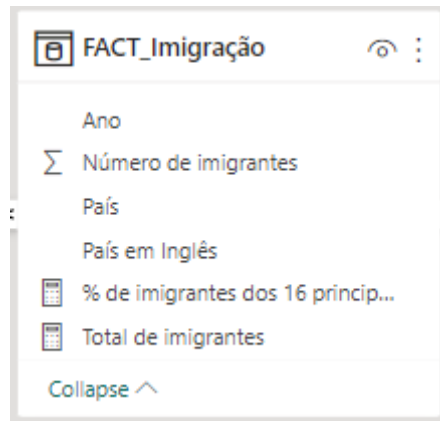 FACT_Imigração
Ano
Número de imigrantes
País
País em Inglês
% de imigrantes dos 16 princip...
Total de imigrantes
Collapse